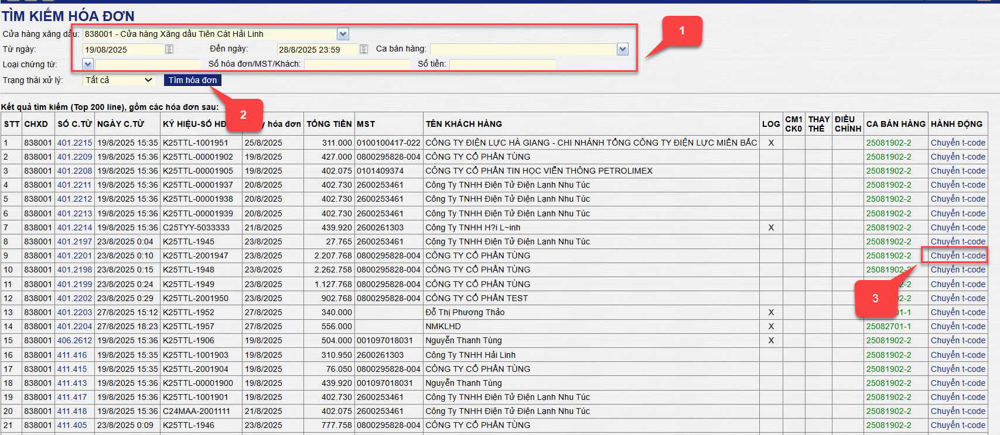 TÌM KIẾM HÓA ĐƠN
Cửa hàng xăng dầu: 838001 - Cửa hàng Xăng dầu Tiên Cát Hải Linh
1
Từ ngày: 19/08/2025 Đến ngày: 28/8/2025 23:59 Ca bán hàng:
Loại chứng từ: Số hóa đơn/MST/Khách: Số tiền:
Trạng thái xử lý: Tất cả Tìm hóa đơn
2
Kết quả tìm kiếm (Top 200 line), gồm các hóa đơn sau:
STT CHXD SỐ C.TỪ NGÀY C.TỪ KÝ HIỆU-SỐ HĐ hóa đơn TỔNG TIỀN MST TÊN KHÁCH HÀNG LOG CM1 CK0 THAY THẾ ĐIỀU CHỈNH CA BÁN HÀNG HÀNH ĐỘNG
1 838001 401.2215 19/8/2025 15:35 K25TTL-1001951 25/8/2025 311.000 0100100417-022 CÔNG TY ĐIỆN LỰC HÀ GIANG - CHI NHÁNH TỔNG CÔNG TY ĐIỆN LỰC MIỀN BẮC X 25081902-2 Chuyển t-code
2 838001 401.2209 19/8/2025 15:36 K25TTL-00001902 19/8/2025 427.000 0800295828-004 CÔNG TY CỔ PHẦN TÙNG 25081902-2 Chuyển t-code
3 838001 401.2208 19/8/2025 15:36 K25TTL-00001905 19/8/2025 402.075 0101409374 CÔNG TY CỔ PHẦN TIN HỌC VIỄN THÔNG PETROLIMEX 25081902-2 Chuyển t-code
4 838001 401.2211 19/8/2025 15:36 K25TTL-00001937 20/8/2025 402.730 2600253461 Công Ty TNHH Điện Tử Điện Lạnh Nhu Túc 25081902-2 Chuyển t-code
5 838001 401.2212 19/8/2025 15:36 K25TTL-00001938 20/8/2025 402.730 2600253461 Công Ty TNHH Điện Tử Điện Lạnh Nhu Túc 25081902-2 Chuyển t-code
6 838001 401.2213 19/8/2025 15:36 K25TTL-00001939 20/8/2025 402.730 2600253461 Công Ty TNHH Điện Tử Điện Lạnh Nhu Túc 25081902-2 Chuyển t-code
7 838001 401.2214 19/8/2025 15:36 C25TYY-5033333 21/8/2025 439.920 2600261303 Công Ty TNHH H?i L~inh X 25081902-2 Chuyển t-code
8 838001 401.2197 23/8/2025 0:04 K25TTL-1945 23/8/2025 27.765 2600253461 Công Ty TNHH Điện Tử Điện Lạnh Nhu Túc 25081902-2 Chuyển t-code
9 838001 401.2201 23/8/2025 0:10 K25TTL-2001947 23/8/2025 2.207.768 0800295828-004 CÔNG TY CỔ PHẦN TÙNG 25081902-2 Chuyển t-code
10 838001 401.2198 23/8/2025 0:15 K25TTL-1948 23/8/2025 2.262.758 0800295828-004 CÔNG TY CỔ PHẦN TÙNG 25081902-2 Chuyển t-code
11 838001 401.2199 23/8/2025 0:24 K25TTL-1949 23/8/2025 1.127.768 0800295828-004 CÔNG TY CỔ PHẦN TÙNG 2-2 Chuyển t-code
12 838001 401.2202 23/8/2025 0:29 K25TTL-2001950 23/8/2025 902.768 0800295828-004 CÔNG TY CỔ PHẦN TEST 2-2 Chuyển t-code
3
13 838001 401.2203 27/8/2025 15:12 K25TTL-1952 27/8/2025 340.000 Đỗ Thị Phương Thảo X 01-1 Chuyển t-code
14 838001 401.2204 27/8/2025 18:23 K25TTL-1957 27/8/2025 556.000 NMKLHD X 25082701-1 Chuyển t-code
15 838001 406.2612 19/8/2025 15:36 K25TTL-1906 19/8/2025 504.000 001097018031 Nguyễn Thanh Tùng X 25081902-2 Chuyển t-code
16 838001 411.416 19/8/2025 15:35 K25TTL-1001903 19/8/2025 310.950 2600261303 Công Ty TNHH Hải Linh 25081902-2 Chuyển t-code
17 838001 411.415 19/8/2025 15:35 K25TTL-2001904 19/8/2025 76.050 0800295828-004 CÔNG TY CỔ PHẦN TÙNG 25081902-2 Chuyển t-code
18 838001 411.413 19/8/2025 15:36 K25TTL-00001900 19/8/2025 439.920 001097018031 Nguyễn Thanh Tùng 25081902-2 Chuyển t-code
19 838001 411.417 19/8/2025 15:36 K25TTL-1001901 19/8/2025 402.730 2600253461 Công Ty TNHH Điện Tử Điện Lạnh Nhu Túc 25081902-2 Chuyển t-code
20 838001 411.418 19/8/2025 15:36 C24MAA-2001111 21/8/2025 402.075 2600253461 Công Ty TNHH Điện Tử Điện Lạnh Nhu Túc 25081902-2 Chuyển t-code
21 838001 411.405 23/8/2025 0:09 K25TTL-1946 23/8/2025 777.758 0800295828-004 CÔNG TY CỔ PHẦN TÙNG 25081902-2 Chuyển t-code